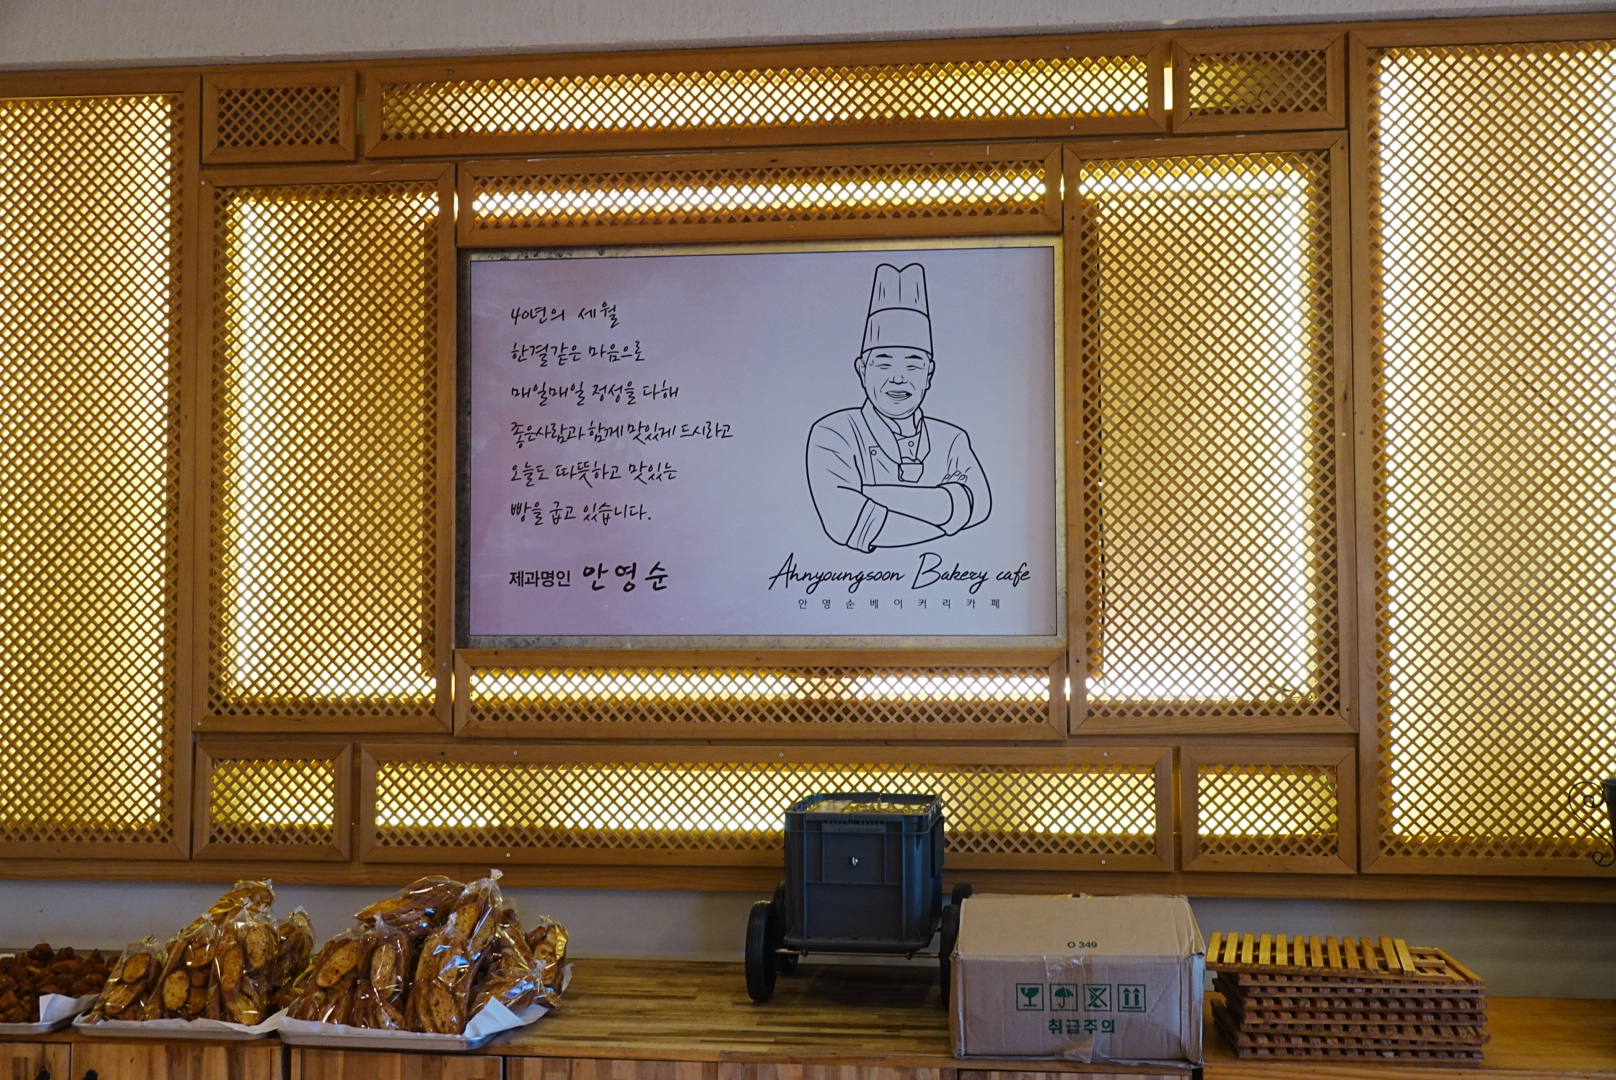 40년의 세월
한결같은 마음으로
매일매일 정성을 다해
좋은사람과 함께 맛있게 드시라고
오늘도 따뜻하고 맛있는
빵을 굽고 있습니다.
제과명인 안영순
Ahnyoungsoon Bakery cafe
안영순베이커리카페
O 349
취급주의